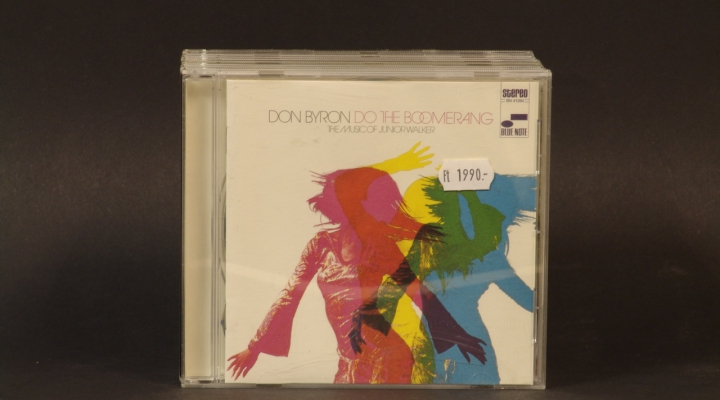 DON BYRON DO THE BOOMERANG
THE MUSIC OF JUNIOR WALKER
stereo
BLUE NOTE
Ft 1990.-